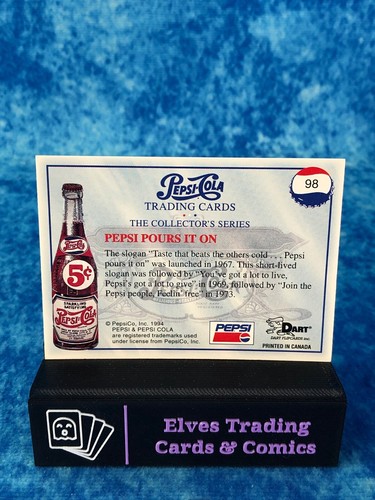 98
PEPSI-COLA
TRADING CARDS
THE COLLECTOR'S SERIES
PEPSI POURS IT ON
The slogan "Taste that beats the others cold . . . Pepsi
pours it on" was launched in 1967. This short-lived
slogan was followed by "You've got a lot to live,
Pepsi's got a lot to give" in 1969, followed by "Join the
Pepsi people, Feelin' free" in 1973.
5¢
SPARKLING
PEPSI-COLA
© PepsiCo, Inc. 1994
PEPSI & PEPSI COLA
are registered trademarks used
under license from PepsiCo, Inc.
PEPSI
DART
DART FLIPCARDS INC.
PRINTED IN CANADA
Elves Trading
Cards & Comics